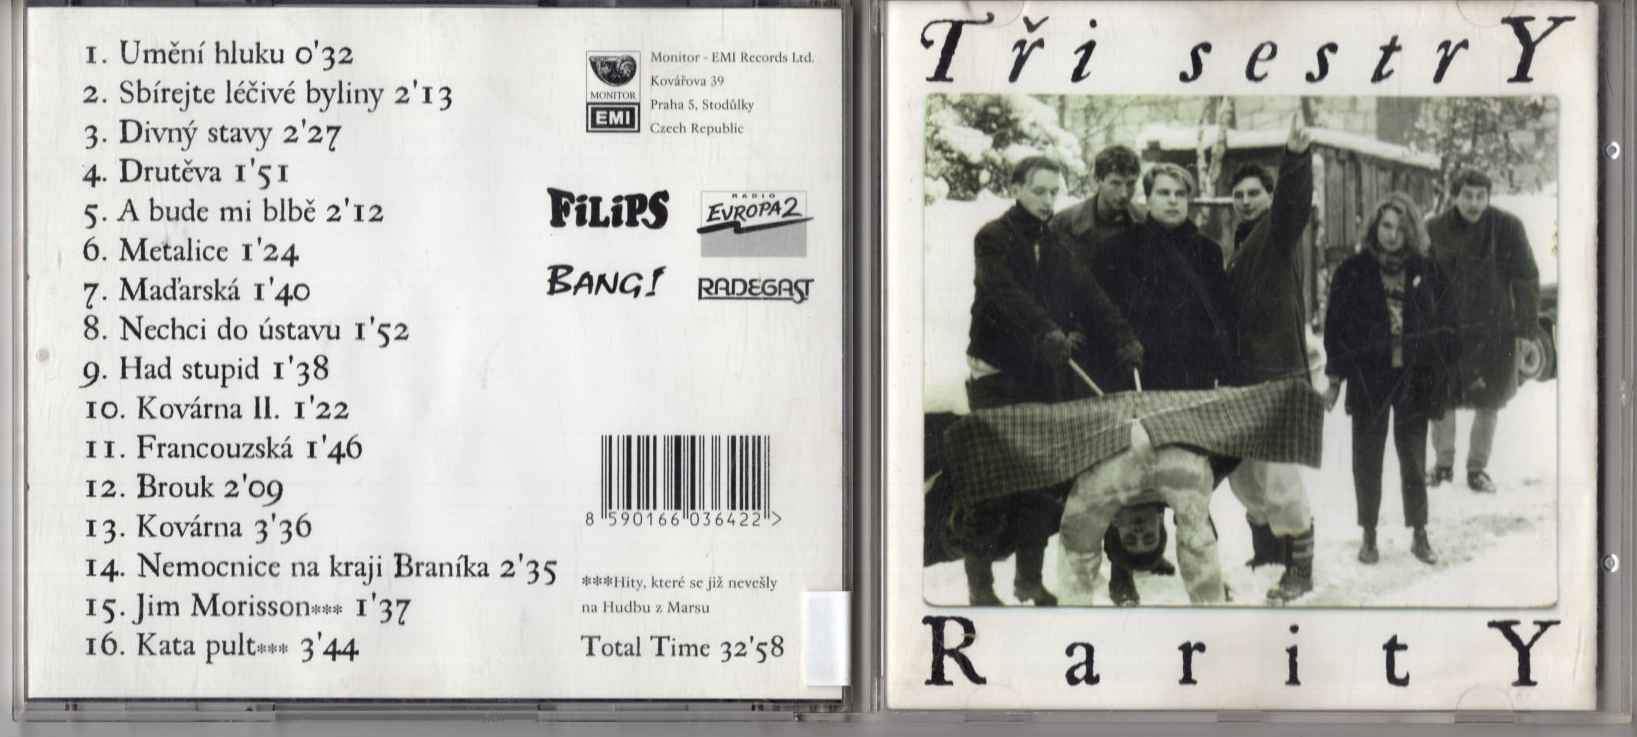 1. Umění hluku 0'32
2. Sbírejte léčivé byliny 2'13
3. Divný stavy 2'27
4. Drutěva 1'51
5. A bude mi blbě 2'12
6. Metalice 1'24
7. Maďarská 1'40
8. Nechci do ústavu 1'52
9. Had stupid 1'38
10. Kovárna II. 1'22
11. Francouzská 1'46
12. Brouk 2'09
13. Kovárna 3'36
14. Nemocnice na kraji Braníka 2'35
15. Jim Morisson*** 1'37
16. Kata pult*** 3'44
MONITOR
EMI
Monitor - EMI Records Ltd.
Kovářova 39
Praha 5, Stodůlky
Czech Republic
FiLiPS
RADIO
EVROPA 2
BANG!
RADEGAST
8 590166 036422 >
***Hity, které se již nevešly
na Hudbu z Marsu
Total Time 32'58
Tři sestrY
RaritY